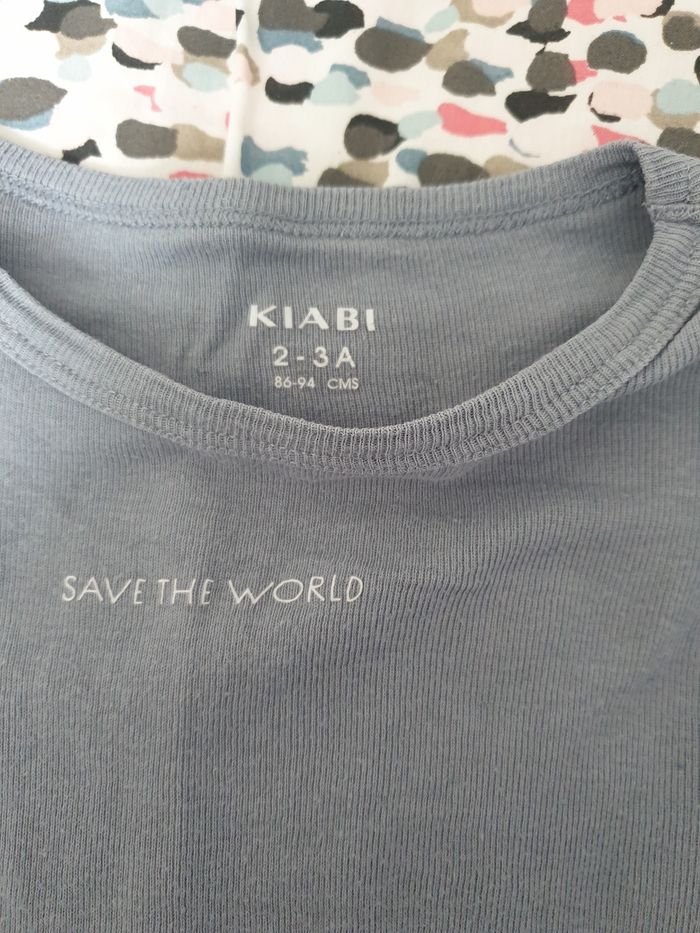 KIABI
2-3A
86-94 CMS
SAVE THE WORLD